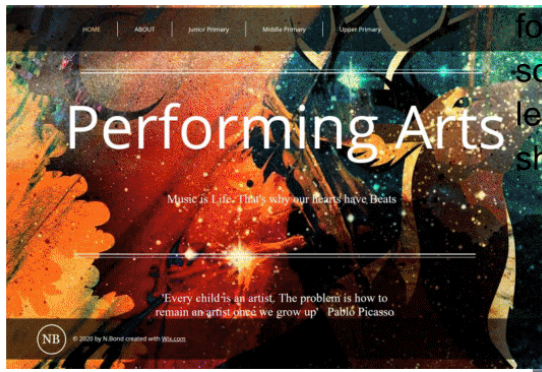 HOME ABOUT Junior Primary Middle Primary Upper Primary
Performing Arts
Music is Life. That's why our hearts have Beats
'Every child is an artist. The problem is how to
remain an artist once we grow up' Pablo Picasso
NB © 2020 by N.Bond created with Wix.com